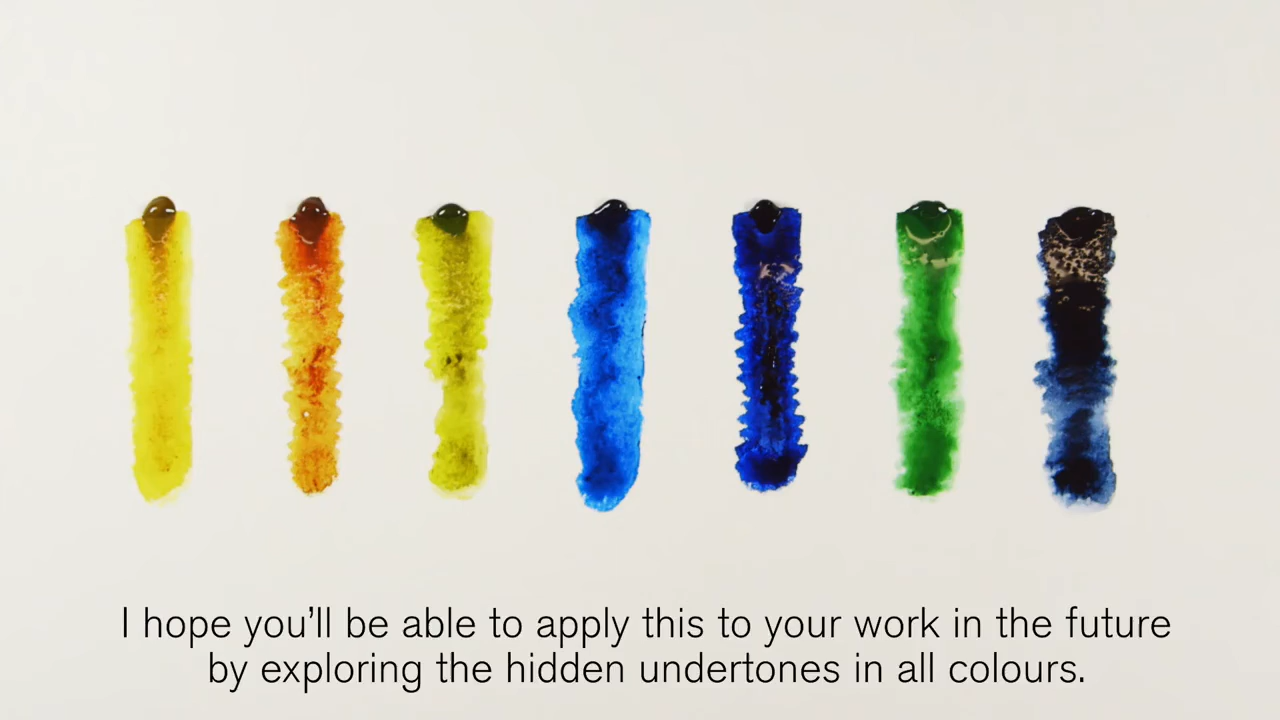 I hope you’ll be able to apply this to your work in the future
by exploring the hidden undertones in all colours.